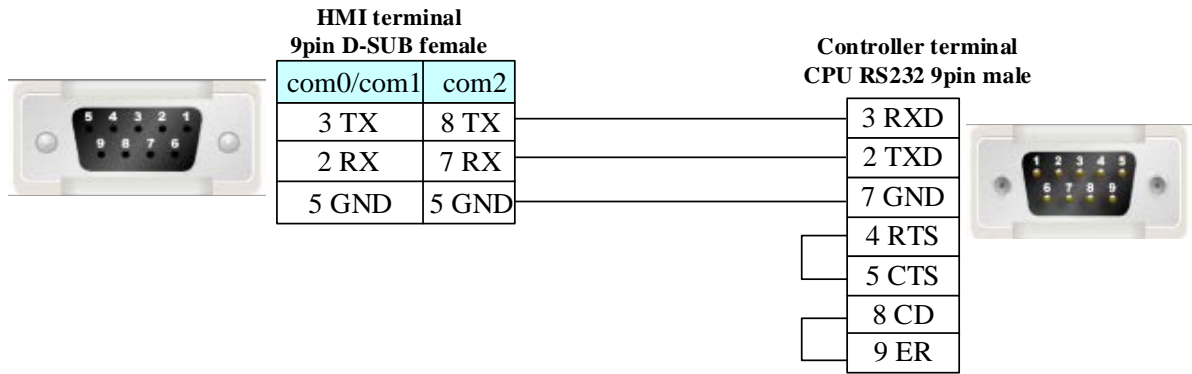 HMI terminal
9pin D-SUB female
com0/com1 com2
3 TX 8 TX
2 RX 7 RX
5 GND 5 GND
5 4 3 2 1
9 8 7 6
Controller terminal
CPU RS232 9pin male
3 RXD
2 TXD
7 GND
4 RTS
5 CTS
8 CD
9 ER
1 2 3 4 5
6 7 8 9